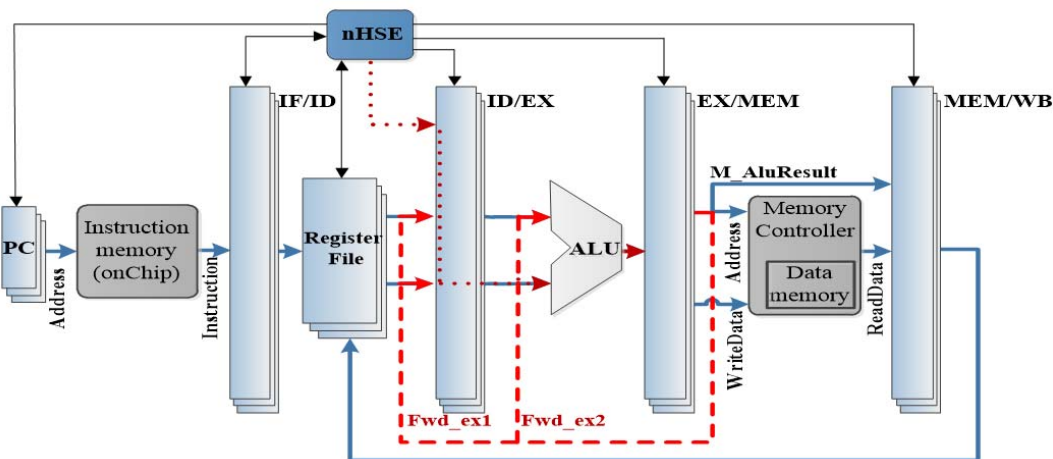 nHSE
IF/ID
ID/EX
EX/MEM
MEM/WB
M_AluResult
PC
Address
Instruction
memory
(onChip)
Instruction
Register
File
ALU
Address
Memory
Controller
Data
memory
WriteData
ReadData
Fwd_ex1
Fwd_ex2